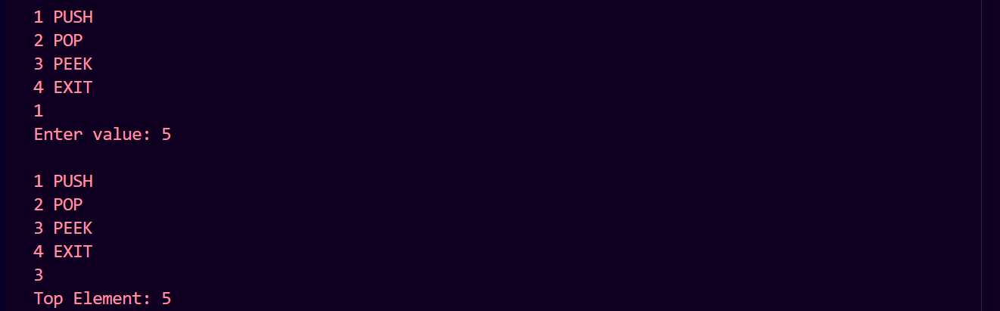 1 PUSH
2 POP
3 PEEK
4 EXIT
1
Enter value: 5
1 PUSH
2 POP
3 PEEK
4 EXIT
3
Top Element: 5